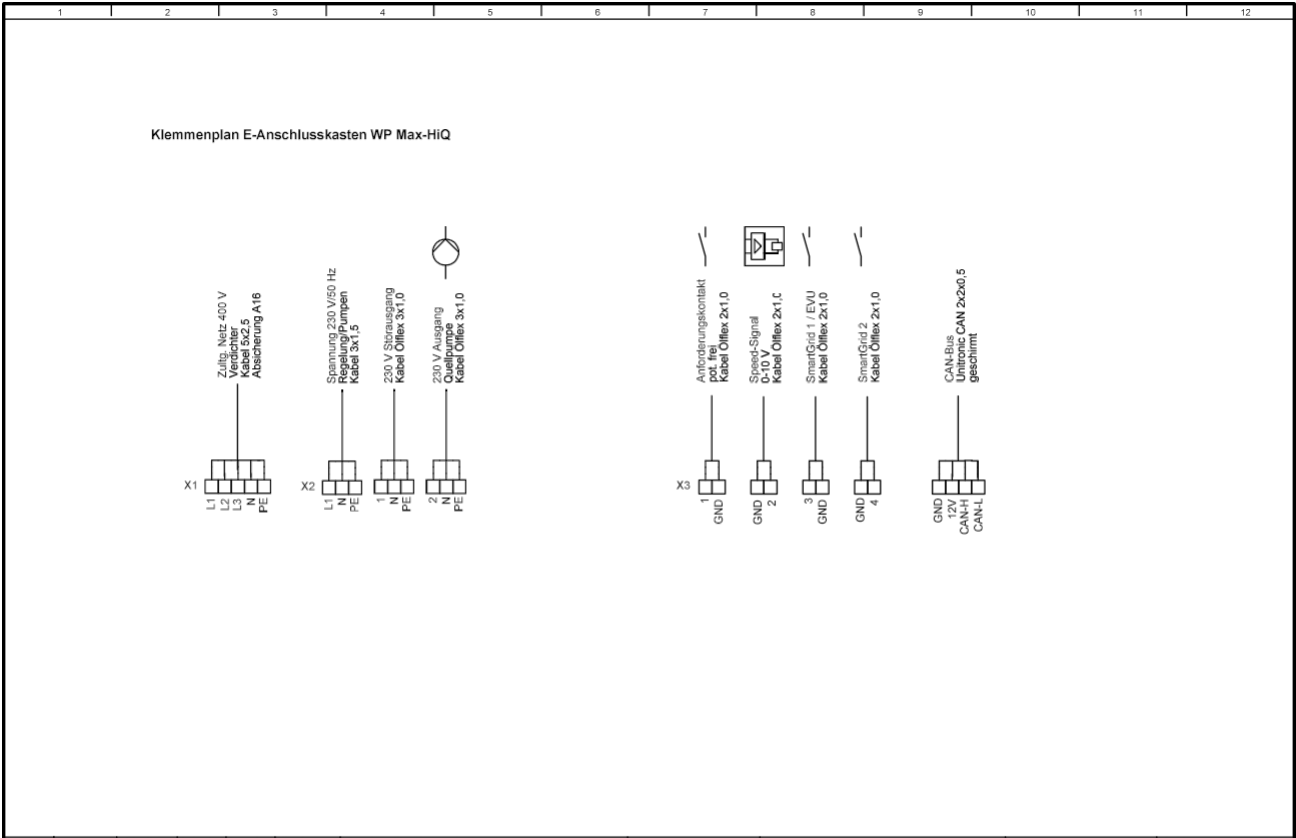 1 2 3 4 5 6 7 8 9 10 11 12
Klemmenplan E-Anschlusskasten WP Max-HiQ
Zultg. Netz 400 V
Verdichter
Kabel 5x2,5
Absicherung A16
X1
L1
L2
L3
N
PE
Spannung 230 V/50 Hz
Regelung/Pumpen
Kabel 3x1,5
X2
L1
N
PE
230 V Störausgang
Kabel Ölflex 3x1,0
1
N
PE
230 V Ausgang
Quellpumpe
Kabel Ölflex 3x1,0
2
N
PE
Anforderungskontakt
pot. frei
Kabel Ölflex 2x1,0
X3
1
GND
Speed-Signal
0-10 V
Kabel Ölflex 2x1,0
GND
2
SmartGrid 1 / EVU
Kabel Ölflex 2x1,0
3
GND
SmartGrid 2
Kabel Ölflex 2x1,0
GND
4
CAN-Bus
Unitronic CAN 2x2x0,5
geschirmt
GND
12V
CAN-H
CAN-L